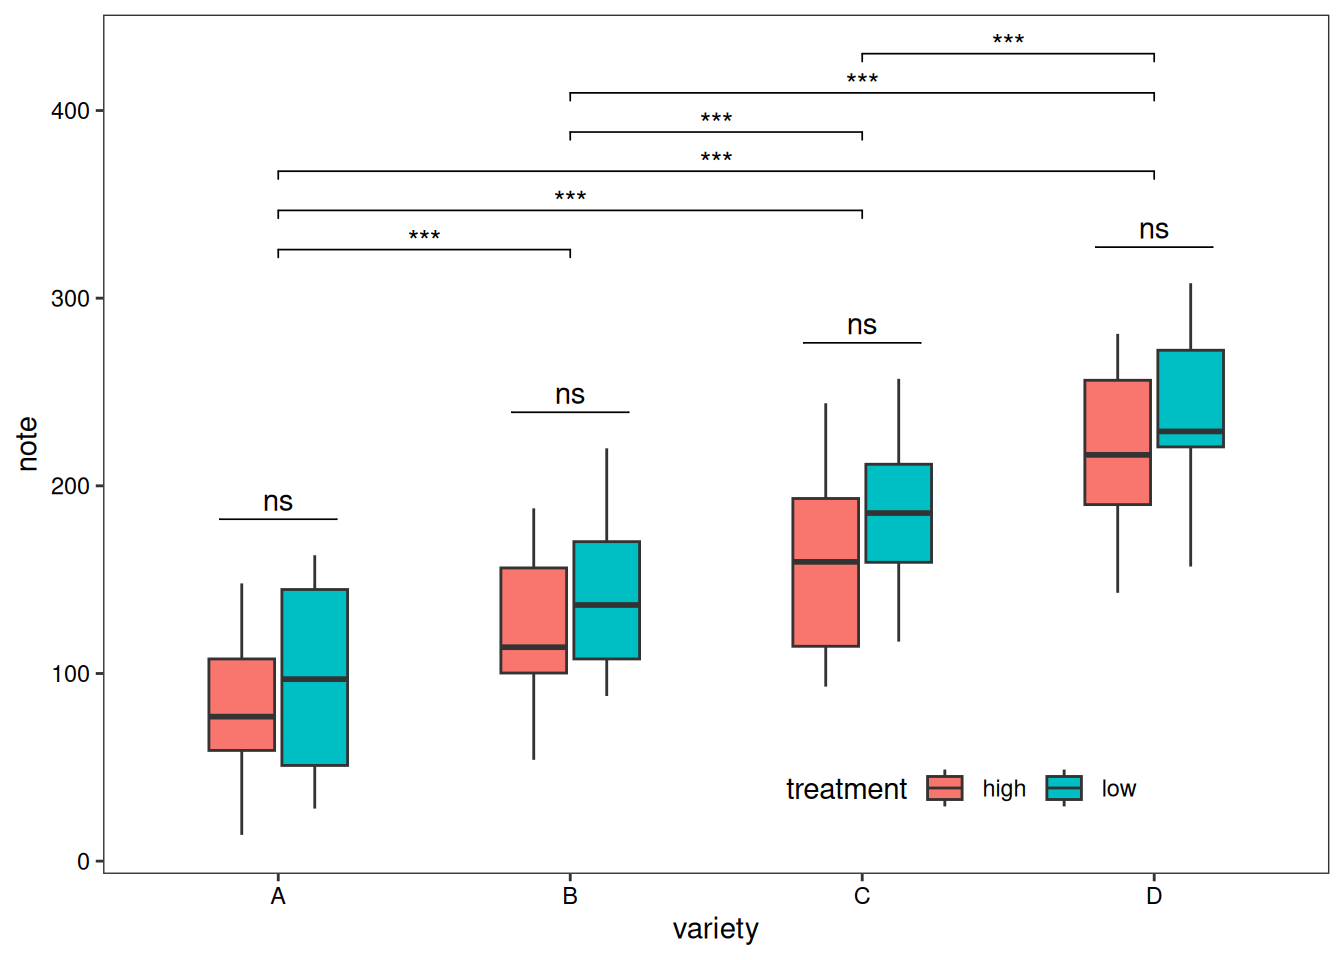 ***
***
400
***
***
***
***
300
ns
ns
ns
note
200
ns
100
treatment high low
0
A B C D
variety